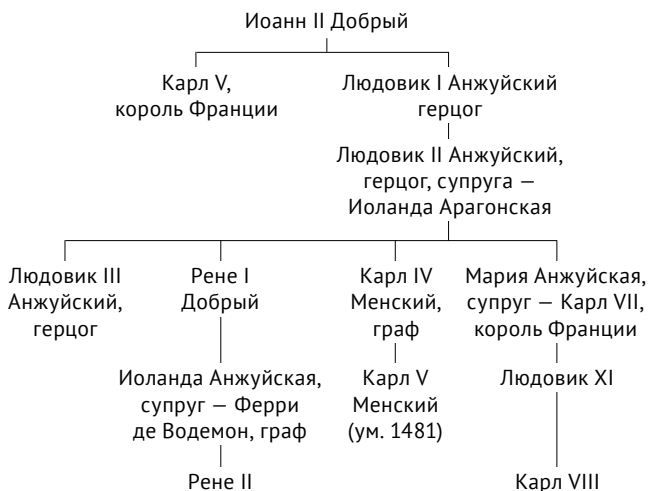 Иоанн II Добрый
Карл V,
король Франции
Людовик I Анжуйский
герцог
Людовик II Анжуйский,
герцог, супруга —
Иоланда Арагонская
Людовик III
Анжуйский,
герцог
Рене I
Добрый
Карл IV
Менский,
граф
Мария Анжуйская,
супруг — Карл VII,
король Франции
Иоланда Анжуйская,
супруг — Ферри
де Водемон, граф
Карл V
Менский
(ум. 1481)
Людовик XI
Рене II
Карл VIII